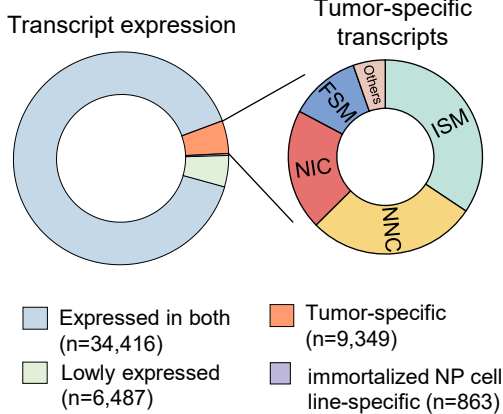 Transcript expression
Tumor-specific
transcripts
Others
FSM
ISM
NIC
NNC
Expressed in both
(n=34,416)
Lowly expressed
(n=6,487)
Tumor-specific
(n=9,349)
immortalized NP cell
line-specific (n=863)